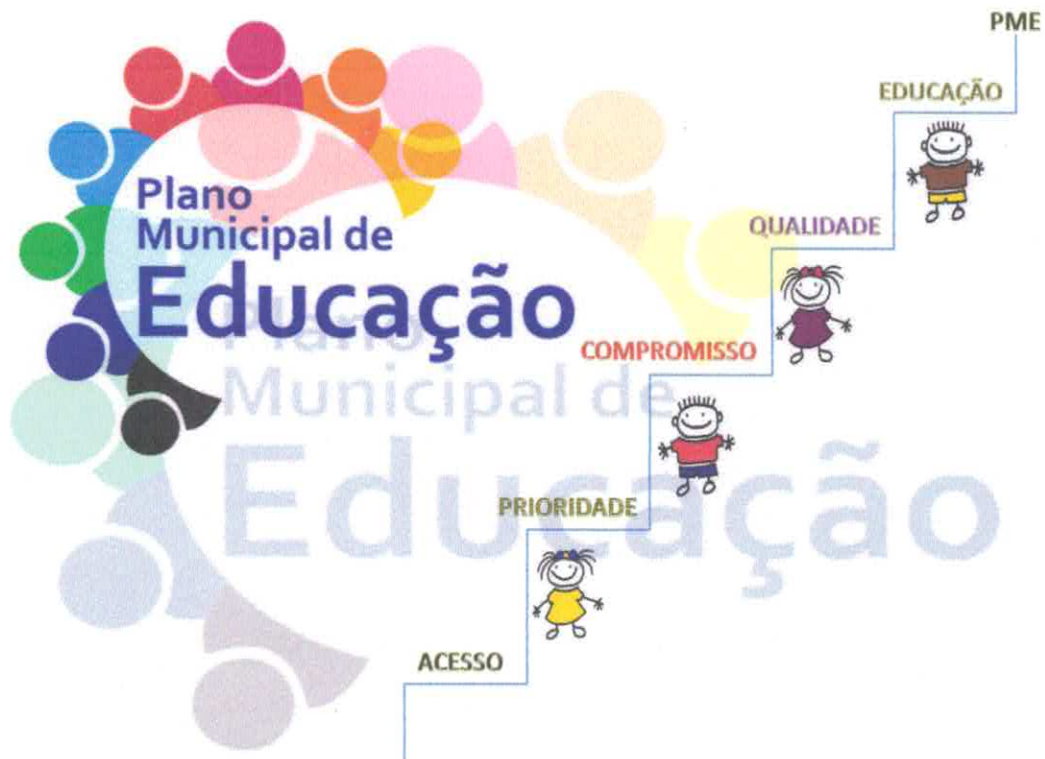 PME
EDUCAÇÃO
QUALIDADE
COMPROMISSO
PRIORIDADE
ACESSO
Plano
Municipal de
Educação
Plano
Municipal de
Educação